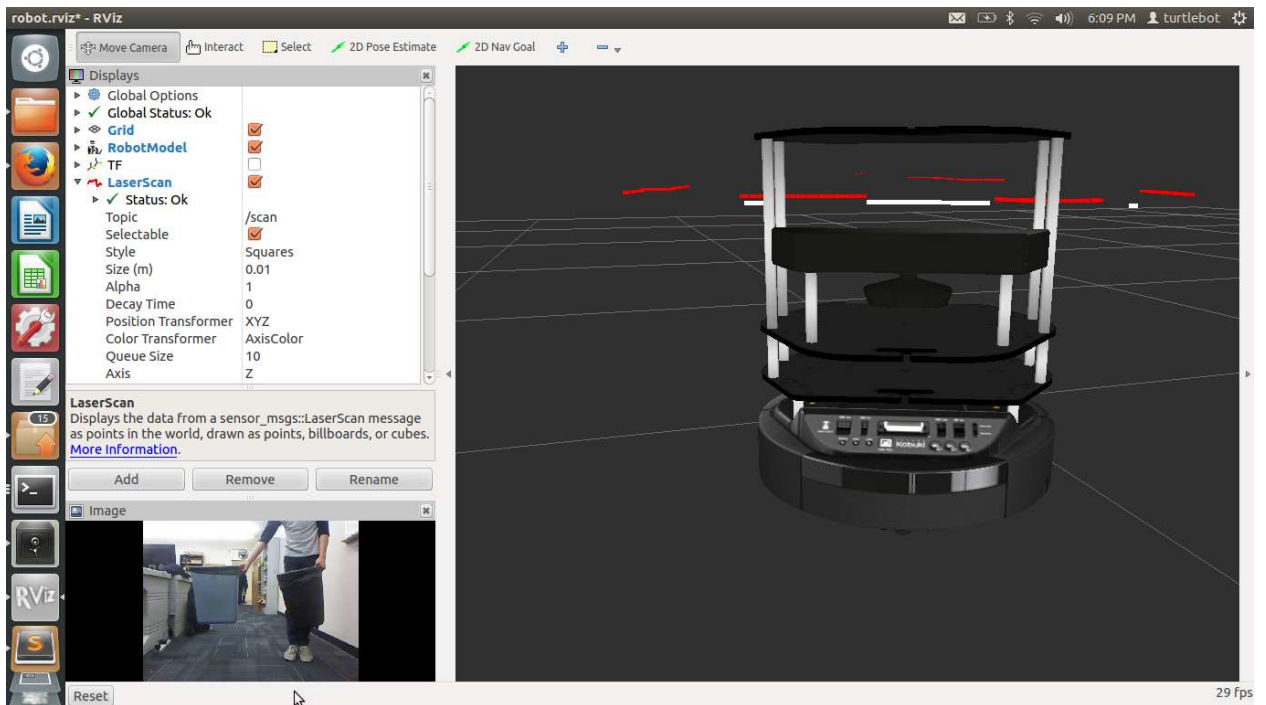 robot.rviz* - RViz
6:09 PM turtlebot
Move Camera Interact Select 2D Pose Estimate 2D Nav Goal
Displays
Global Options
Global Status: Ok
Grid
RobotModel
TF
LaserScan
Status: Ok
Topic /scan
Selectable
Style Squares
Size (m) 0.01
Alpha 1
Decay Time 0
Position Transformer XYZ
Color Transformer AxisColor
Queue Size 10
Axis Z
LaserScan
Displays the data from a sensor_msgs::LaserScan message
as points in the world, drawn as points, billboards, or cubes.
More Information.
Add Remove Rename
Image
15
RViz
S
Kobuki
Reset
29 fps